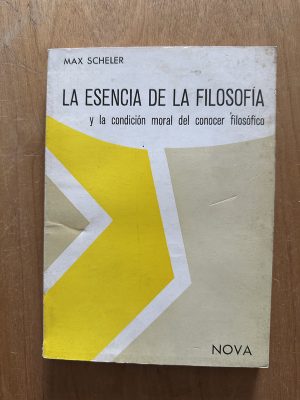 MAX SCHELER
LA ESENCIA DE LA FILOSOFÍA
y la condición moral del conocer filosófico
NOVA